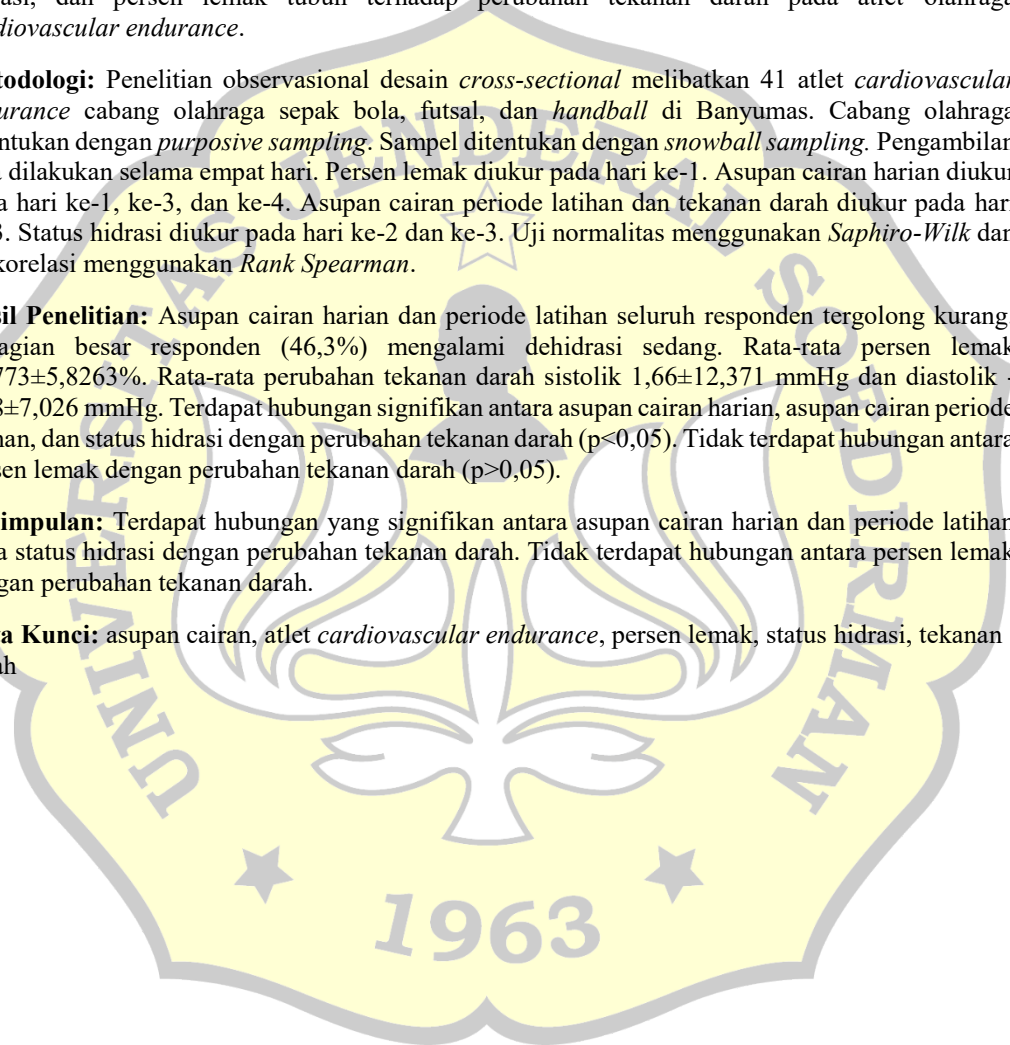 asi, dan persen lemak tubuh terhadap perubahan tekanan darah pada atlet olahraga
diovascular endurance.
todologi: Penelitian observasional desain cross-sectional melibatkan 41 atlet cardiovascular
urance cabang olahraga sepak bola, futsal, dan handball di Banyumas. Cabang olahraga
ntukan dengan purposive sampling. Sampel ditentukan dengan snowball sampling. Pengambilan
dilakukan selama empat hari. Persen lemak diukur pada hari ke-1. Asupan cairan harian diukur
a hari ke-1, ke-3, dan ke-4. Asupan cairan periode latihan dan tekanan darah diukur pada hari
3. Status hidrasi diukur pada hari ke-2 dan ke-3. Uji normalitas menggunakan Saphiro-Wilk dan
korelasi menggunakan Rank Spearman.
sil Penelitian: Asupan cairan harian dan periode latihan seluruh responden tergolong kurang.
agian besar responden (46,3%) mengalami dehidrasi sedang. Rata-rata persen lemak
773±5,8263%. Rata-rata perubahan tekanan darah sistolik 1,66±12,371 mmHg dan diastolik -
8±7,026 mmHg. Terdapat hubungan signifikan antara asupan cairan harian, asupan cairan periode
han, dan status hidrasi dengan perubahan tekanan darah (p<0,05). Tidak terdapat hubungan antara
sen lemak dengan perubahan tekanan darah (p>0,05).
impulan: Terdapat hubungan yang signifikan antara asupan cairan harian dan periode latihan
a status hidrasi dengan perubahan tekanan darah. Tidak terdapat hubungan antara persen lemak
gan perubahan tekanan darah.
a Kunci: asupan cairan, atlet cardiovascular endurance, persen lemak, status hidrasi, tekanan
ah
UNIVERSITAS JENDERAL SOEDIRMAN
1963